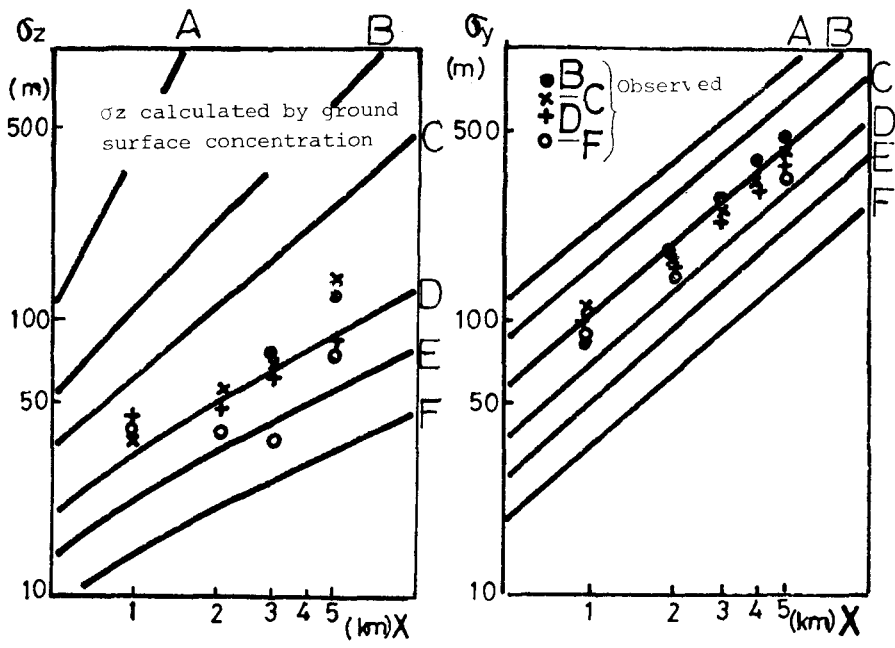 σz
(m)
500
100
50
10
A
B
C
D
E
F
σz calculated by ground
surface concentration
1
2
3
4
5
(km) X
σy
(m)
500
100
50
10
A
B
C
D
E
F
● B
× C
+ D
○ F
Observed
1
2
3
4
5
(km) X